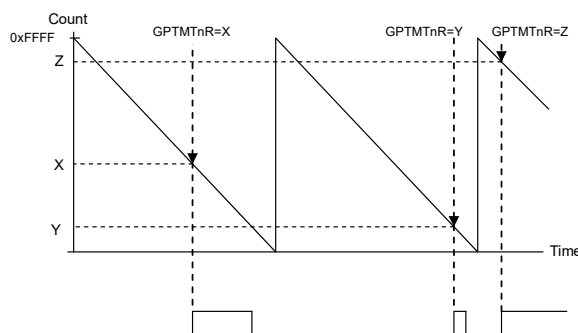 Count
0xFFFF
GPTMTnR=X
GPTMTnR=Y
GPTMTnR=Z
Z
X
Y
Time